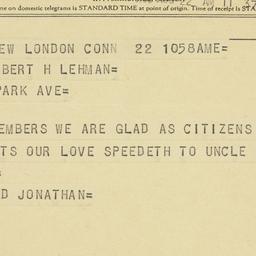 me on domestic telegrams is STANDARD TIME at point of origin. Time of receipt is STA
EW LONDON CONN 22 1058AME=
BERT H LEHMAN=
PARK AVE=
EMBERS WE ARE GLAD AS CITIZENS
TS OUR LOVE SPEEDETH TO UNCLE
D JONATHAN=